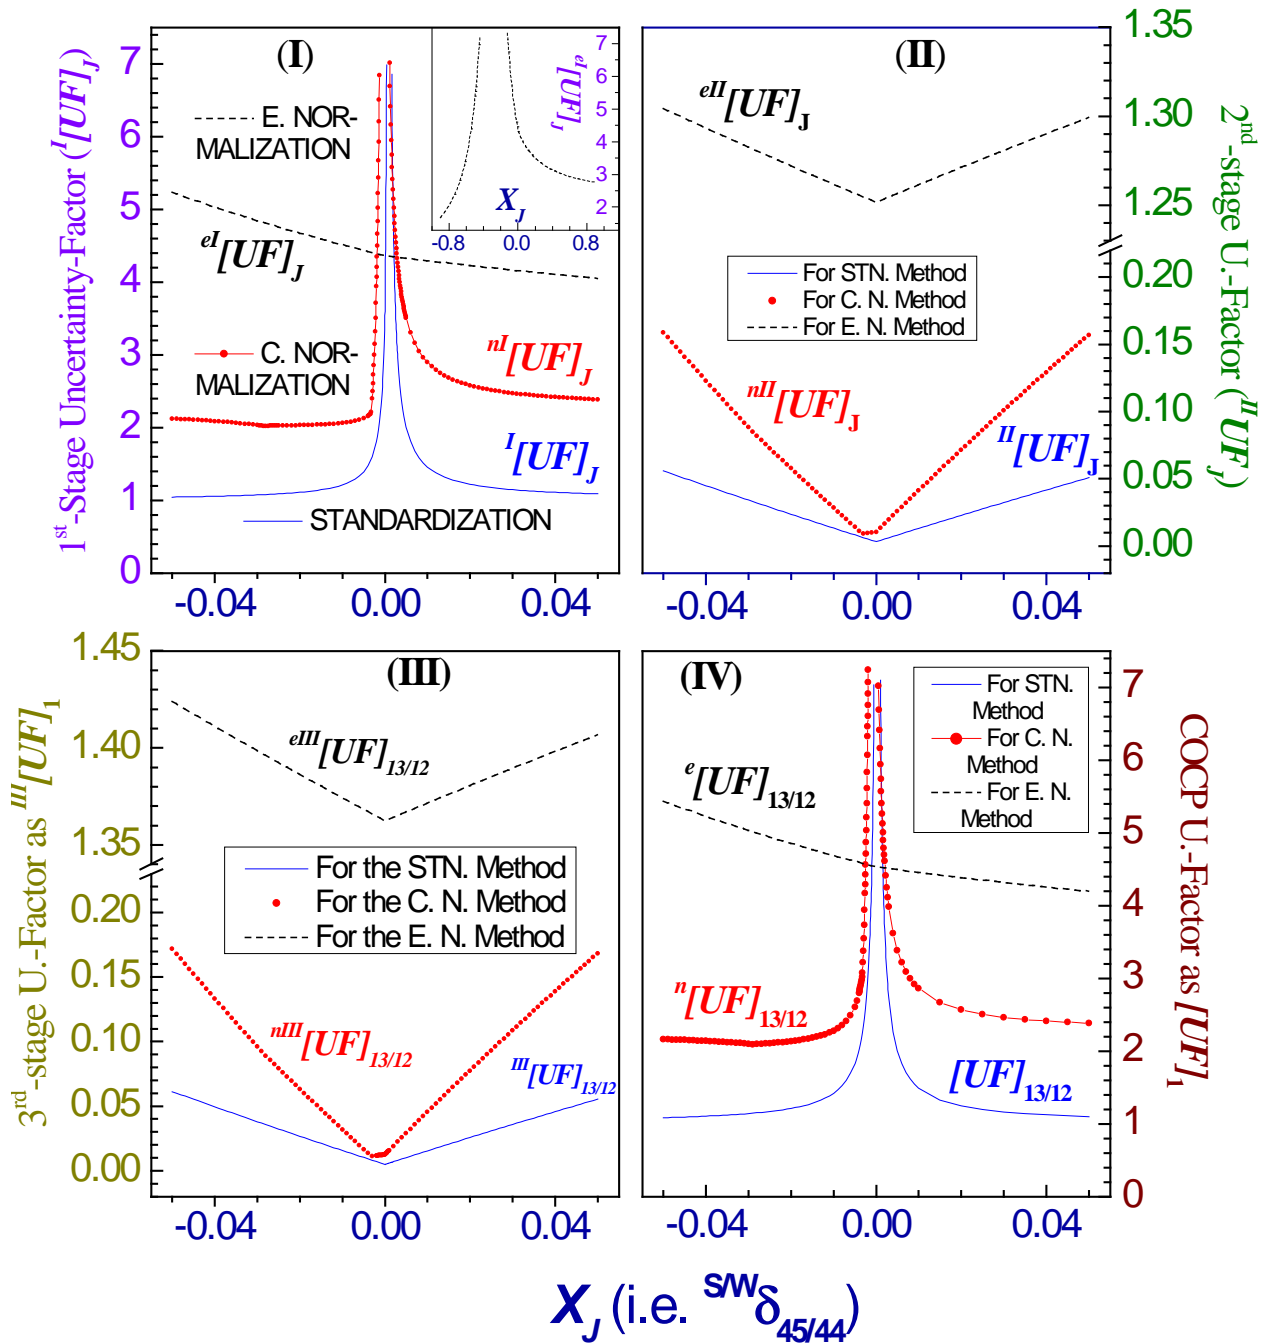 (I)
7
6
5
4
3
2
1
0
1st-Stage Uncertainty-Factor (I[UF]J)
E. NOR-
MALIZATION
eI[UF]J
C. NOR-
MALIZATION
nI[UF]J
I[UF]J
STANDARDIZATION
-0.04
0.00
0.04
7
6
5
4
3
2
eI[UF]J
XJ
-0.8
0.0
0.8
(II)
eII[UF]J
For STN. Method
For C. N. Method
For E. N. Method
nII[UF]J
II[UF]J
1.35
1.30
1.25
0.20
0.15
0.10
0.05
0.00
2nd-stage U.-Factor (IIUFJ)
-0.04
0.00
0.04
(III)
1.45
1.40
1.35
0.20
0.15
0.10
0.05
0.00
3rd-stage U.-Factor as III[UF]1
eIII[UF]13/12
For the STN. Method
For the C. N. Method
For the E. N. Method
nIII[UF]13/12
III[UF]13/12
-0.04
0.00
0.04
(IV)
For STN.
Method
For C. N.
Method
For E. N.
Method
e[UF]13/12
n[UF]13/12
[UF]13/12
7
6
5
4
3
2
1
0
COCP U.-Factor as [UF]1
-0.04
0.00
0.04
XJ (i.e. S/Wδ45/44)